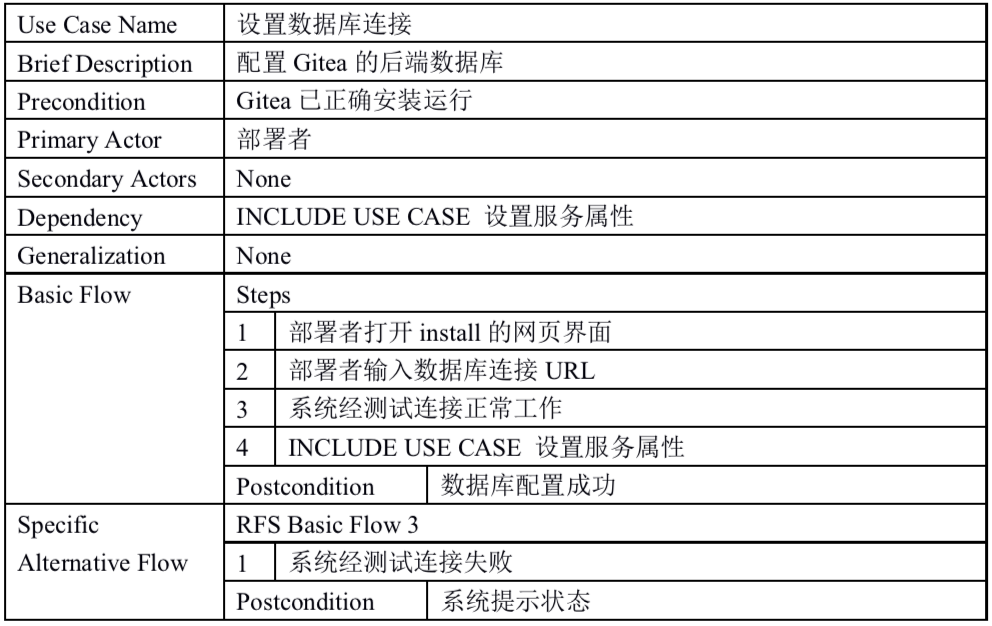 Use Case Name 设置数据库连接
Brief Description 配置 Gitea 的后端数据库
Precondition Gitea 已正确安装运行
Primary Actor 部署者
Secondary Actors None
Dependency INCLUDE USE CASE 设置服务属性
Generalization None
Basic Flow Steps
1 部署者打开 install 的网页界面
2 部署者输入数据库连接 URL
3 系统经测试连接正常工作
4 INCLUDE USE CASE 设置服务属性
Postcondition 数据库配置成功
Specific RFS Basic Flow 3
Alternative Flow 1 系统经测试连接失败
Postcondition 系统提示状态